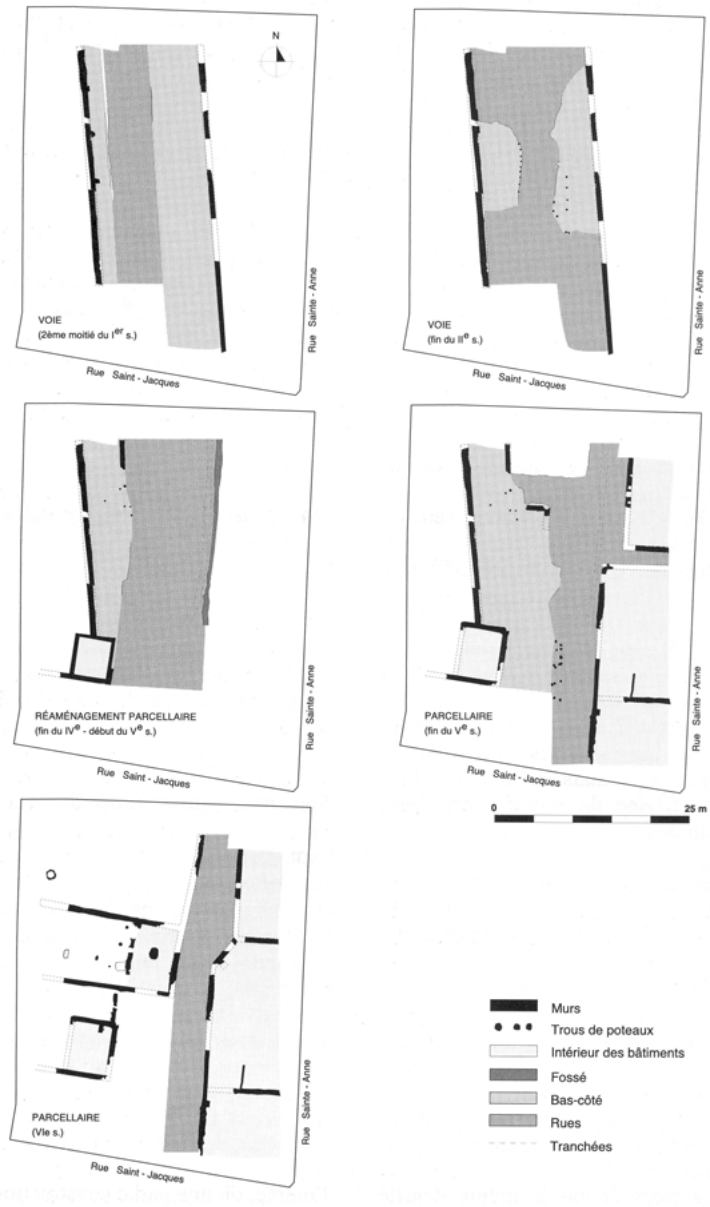 N
VOIE
(2ème moitié du Ier s.)
Rue Saint - Jacques
Rue Sainte - Anne
VOIE
(fin du IIe s.)
Rue Saint - Jacques
Rue Sainte - Anne
RÉAMÉNAGEMENT PARCELLAIRE
(fin du IVe - début du Ve s.)
Rue Saint - Jacques
Rue Sainte - Anne
PARCELLAIRE
(fin du Ve s.)
Rue Saint - Jacques
Rue Sainte - Anne
0 25 m
PARCELLAIRE
(VIe s.)
Rue Saint - Jacques
Rue Sainte - Anne
Murs
Trous de poteaux
Intérieur des bâtiments
Fossé
Bas-côté
Rues
Tranchées